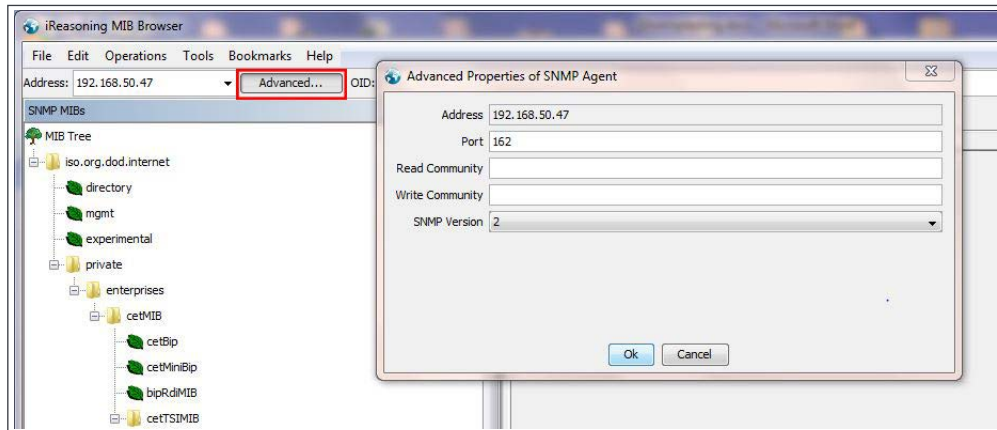 iReasoning MIB Browser
File Edit Operations Tools Bookmarks Help
Address: 192.168.50.47 Advanced... OID:
SNMP MIBs
MIB Tree
iso.org.dod.internet
directory
mgmt
experimental
private
enterprises
cetMIB
cetBip
cetMiniBip
bipRdiMIB
cetTSIMIB
Advanced Properties of SNMP Agent
Address 192.168.50.47
Port 162
Read Community
Write Community
SNMP Version 2
Ok Cancel